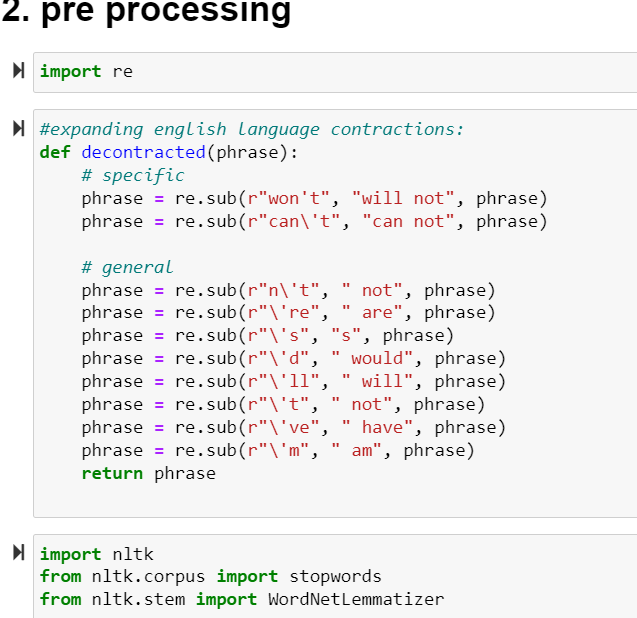 2. pre processing
import re
#expanding english language contractions:
def decontracted(phrase):
    # specific
    phrase = re.sub(r"won't", "will not", phrase)
    phrase = re.sub(r"can\'t", "can not", phrase)

    # general
    phrase = re.sub(r"n\'t", " not", phrase)
    phrase = re.sub(r"\'re", " are", phrase)
    phrase = re.sub(r"\'s", "s", phrase)
    phrase = re.sub(r"\'d", " would", phrase)
    phrase = re.sub(r"\'ll", " will", phrase)
    phrase = re.sub(r"\'t", " not", phrase)
    phrase = re.sub(r"\'ve", " have", phrase)
    phrase = re.sub(r"\'m", " am", phrase)
    return phrase
import nltk
from nltk.corpus import stopwords
from nltk.stem import WordNetLemmatizer